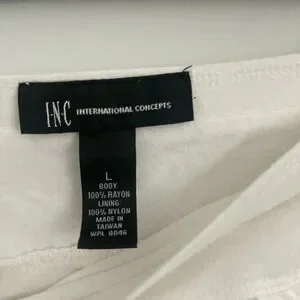 I·N·C INTERNATIONAL CONCEPTS
L
BODY
100% RAYON
LINING
100% NYLON
MADE IN
TAIWAN
WPL 8046